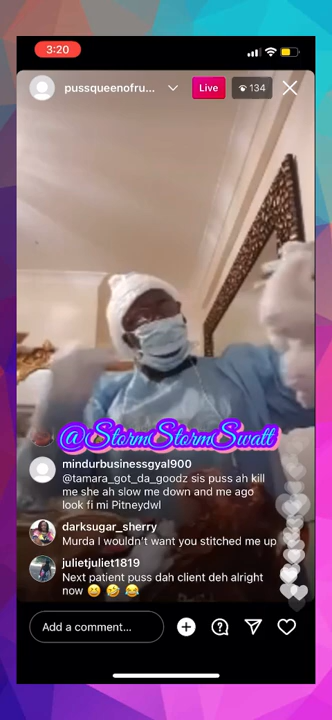 3:20
pussqueenofru...
Live
134
@StormStormSwatt
mindurbusinessgyal900
@tamara_got_da_goodz sis puss ah kill
me she ah slow me down and me ago
look fi mi Pitneydwl
darksugar_sherry
Murda I wouldn't want you stitched me up
julietjuliet1819
Next patient puss dah client deh alright
now 😬 🤣 😂
Add a comment...